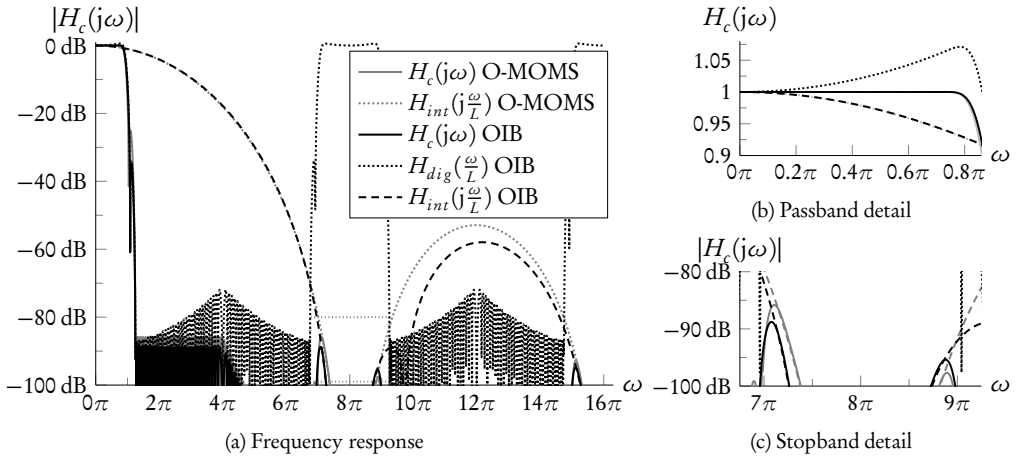 |H_c(jω)|
0 dB
−20 dB
−40 dB
−60 dB
−80 dB
−100 dB
0π 2π 4π 6π 8π 10π 12π 14π 16π
ω
H_c(jω) O-MOMS
H_int(j ω/L) O-MOMS
H_c(jω) OIB
H_dig(ω/L) OIB
H_int(j ω/L) OIB
(a) Frequency response
H_c(jω)
1.05
1
0.95
0.9
0π 0.2π 0.4π 0.6π 0.8π
ω
(b) Passband detail
|H_c(jω)|
−80 dB
−90 dB
−100 dB
7π 8π 9π
ω
(c) Stopband detail